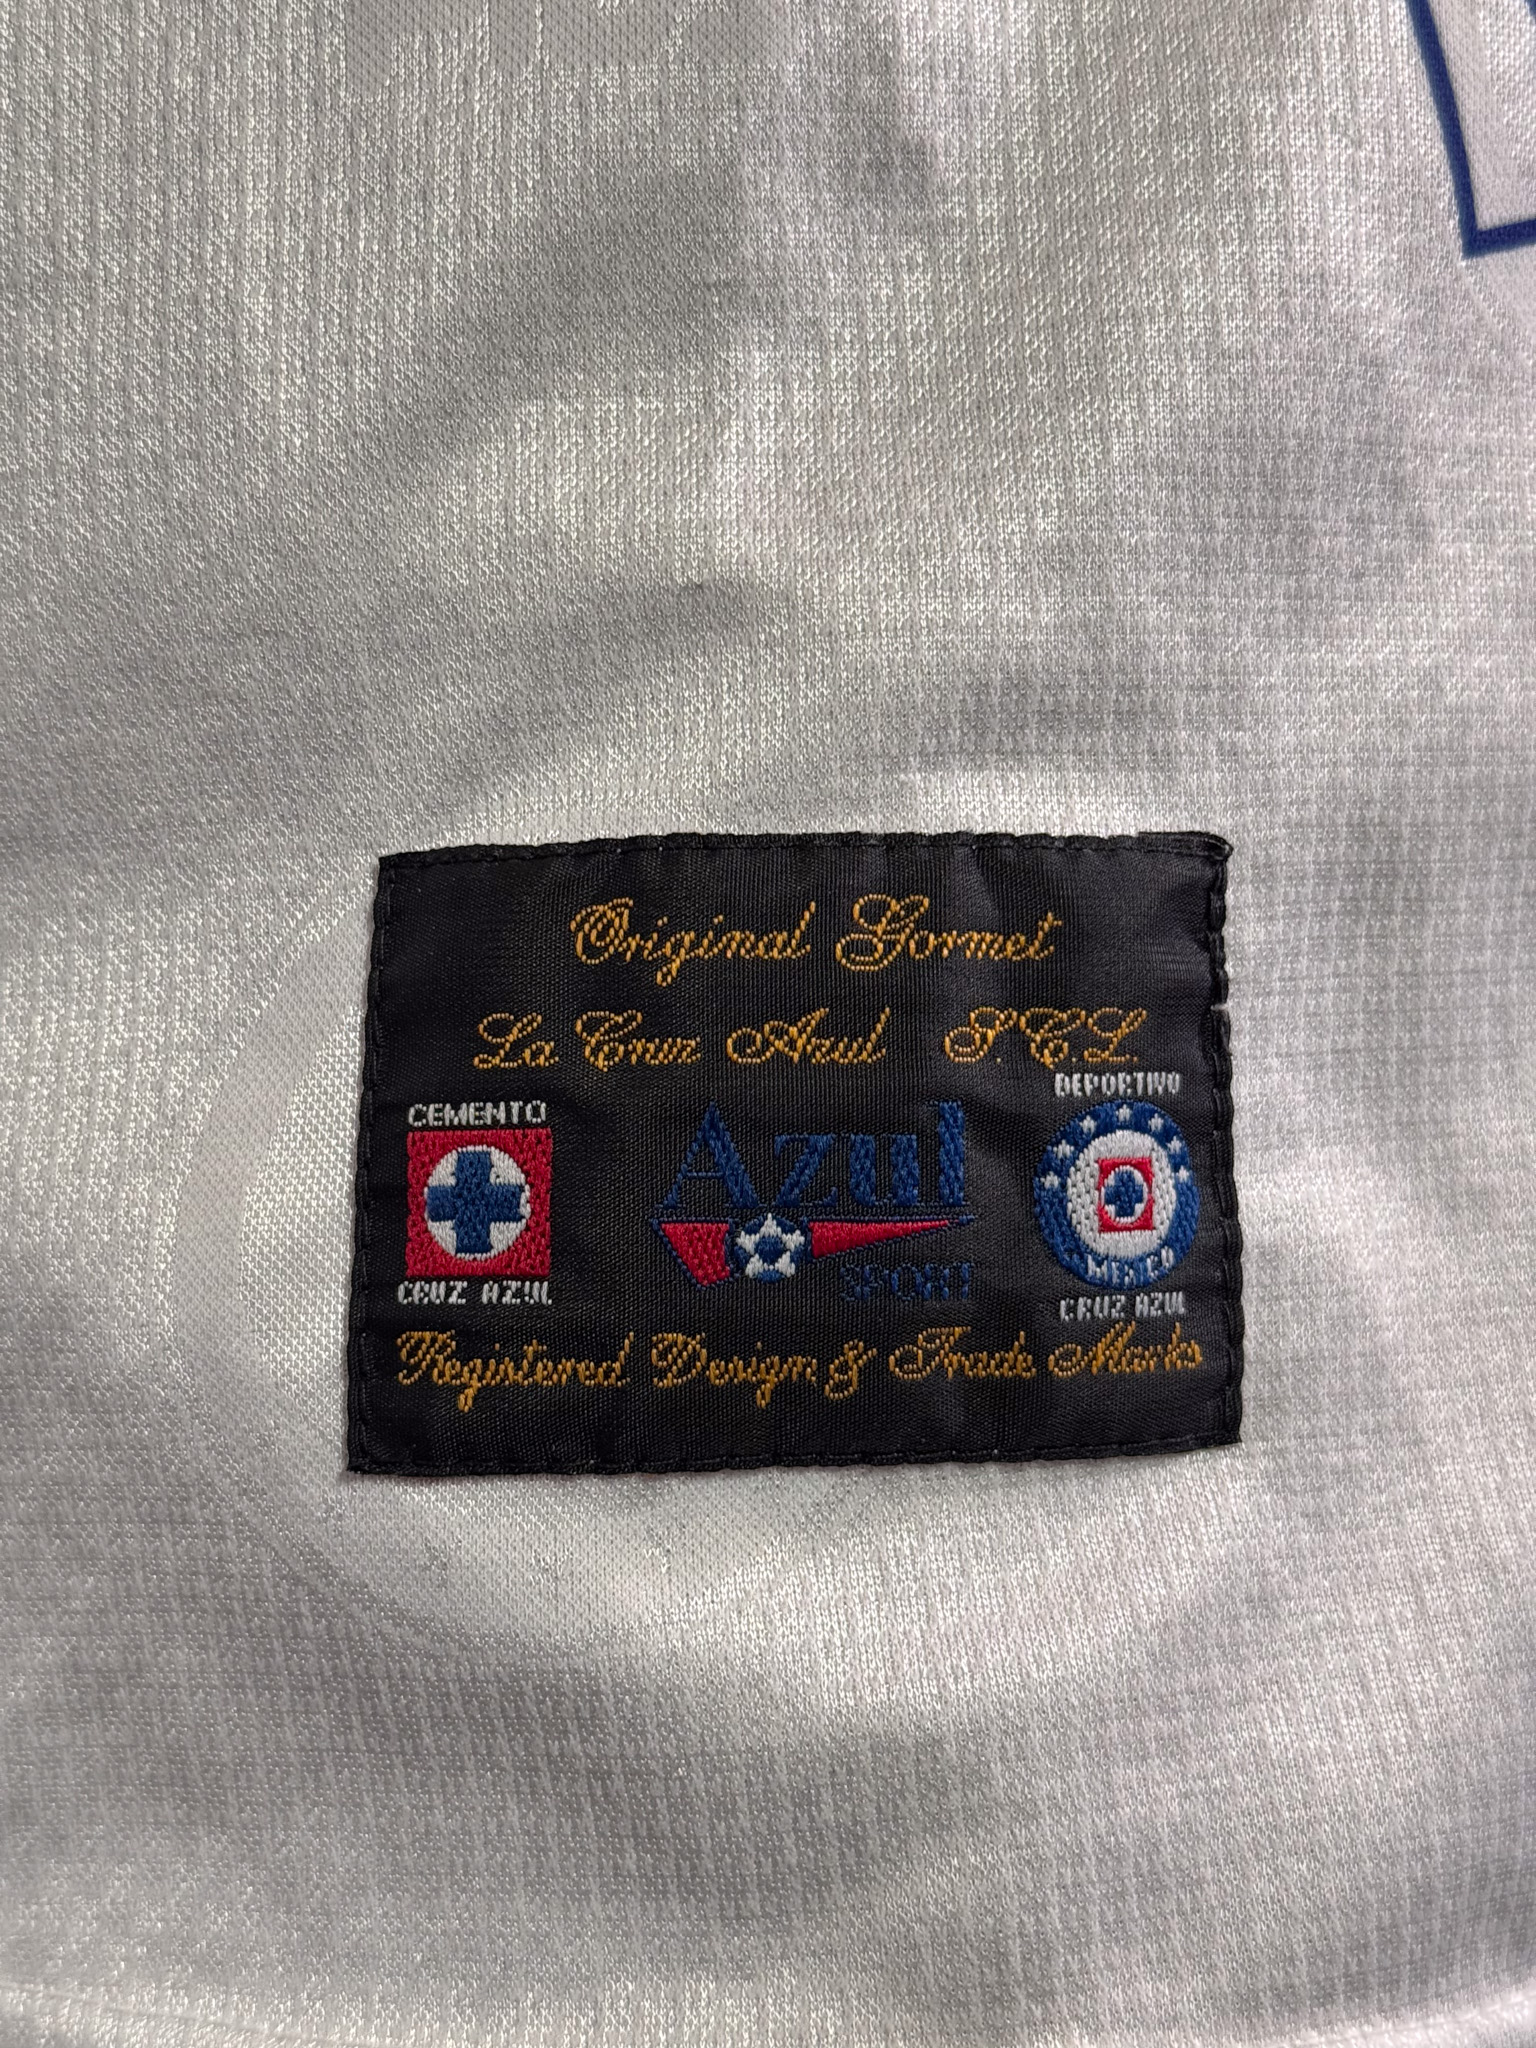 Original Gormet
La Cruz Azul S.C.L
CEMENTO
CRUZ AZUL
Azul
SPORT
DEPORTIVO
MEXICO
CRUZ AZUL
Registered Design & Trade Marks